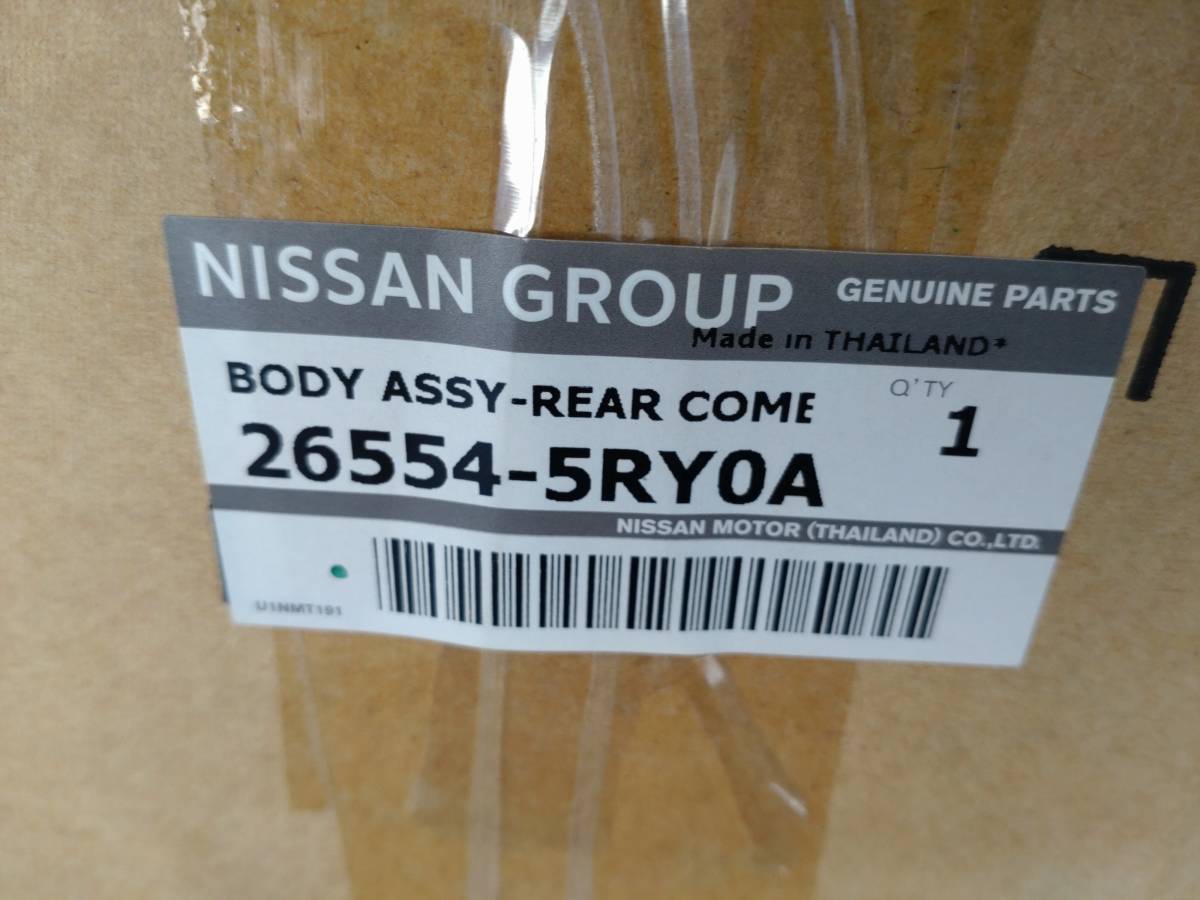 NISSAN GROUP GENUINE PARTS
Made in THAILAND*
BODY ASSY-REAR COME Q'TY
26554-5RY0A 1
NISSAN MOTOR (THAILAND) CO.,LTD.
U1NMT191